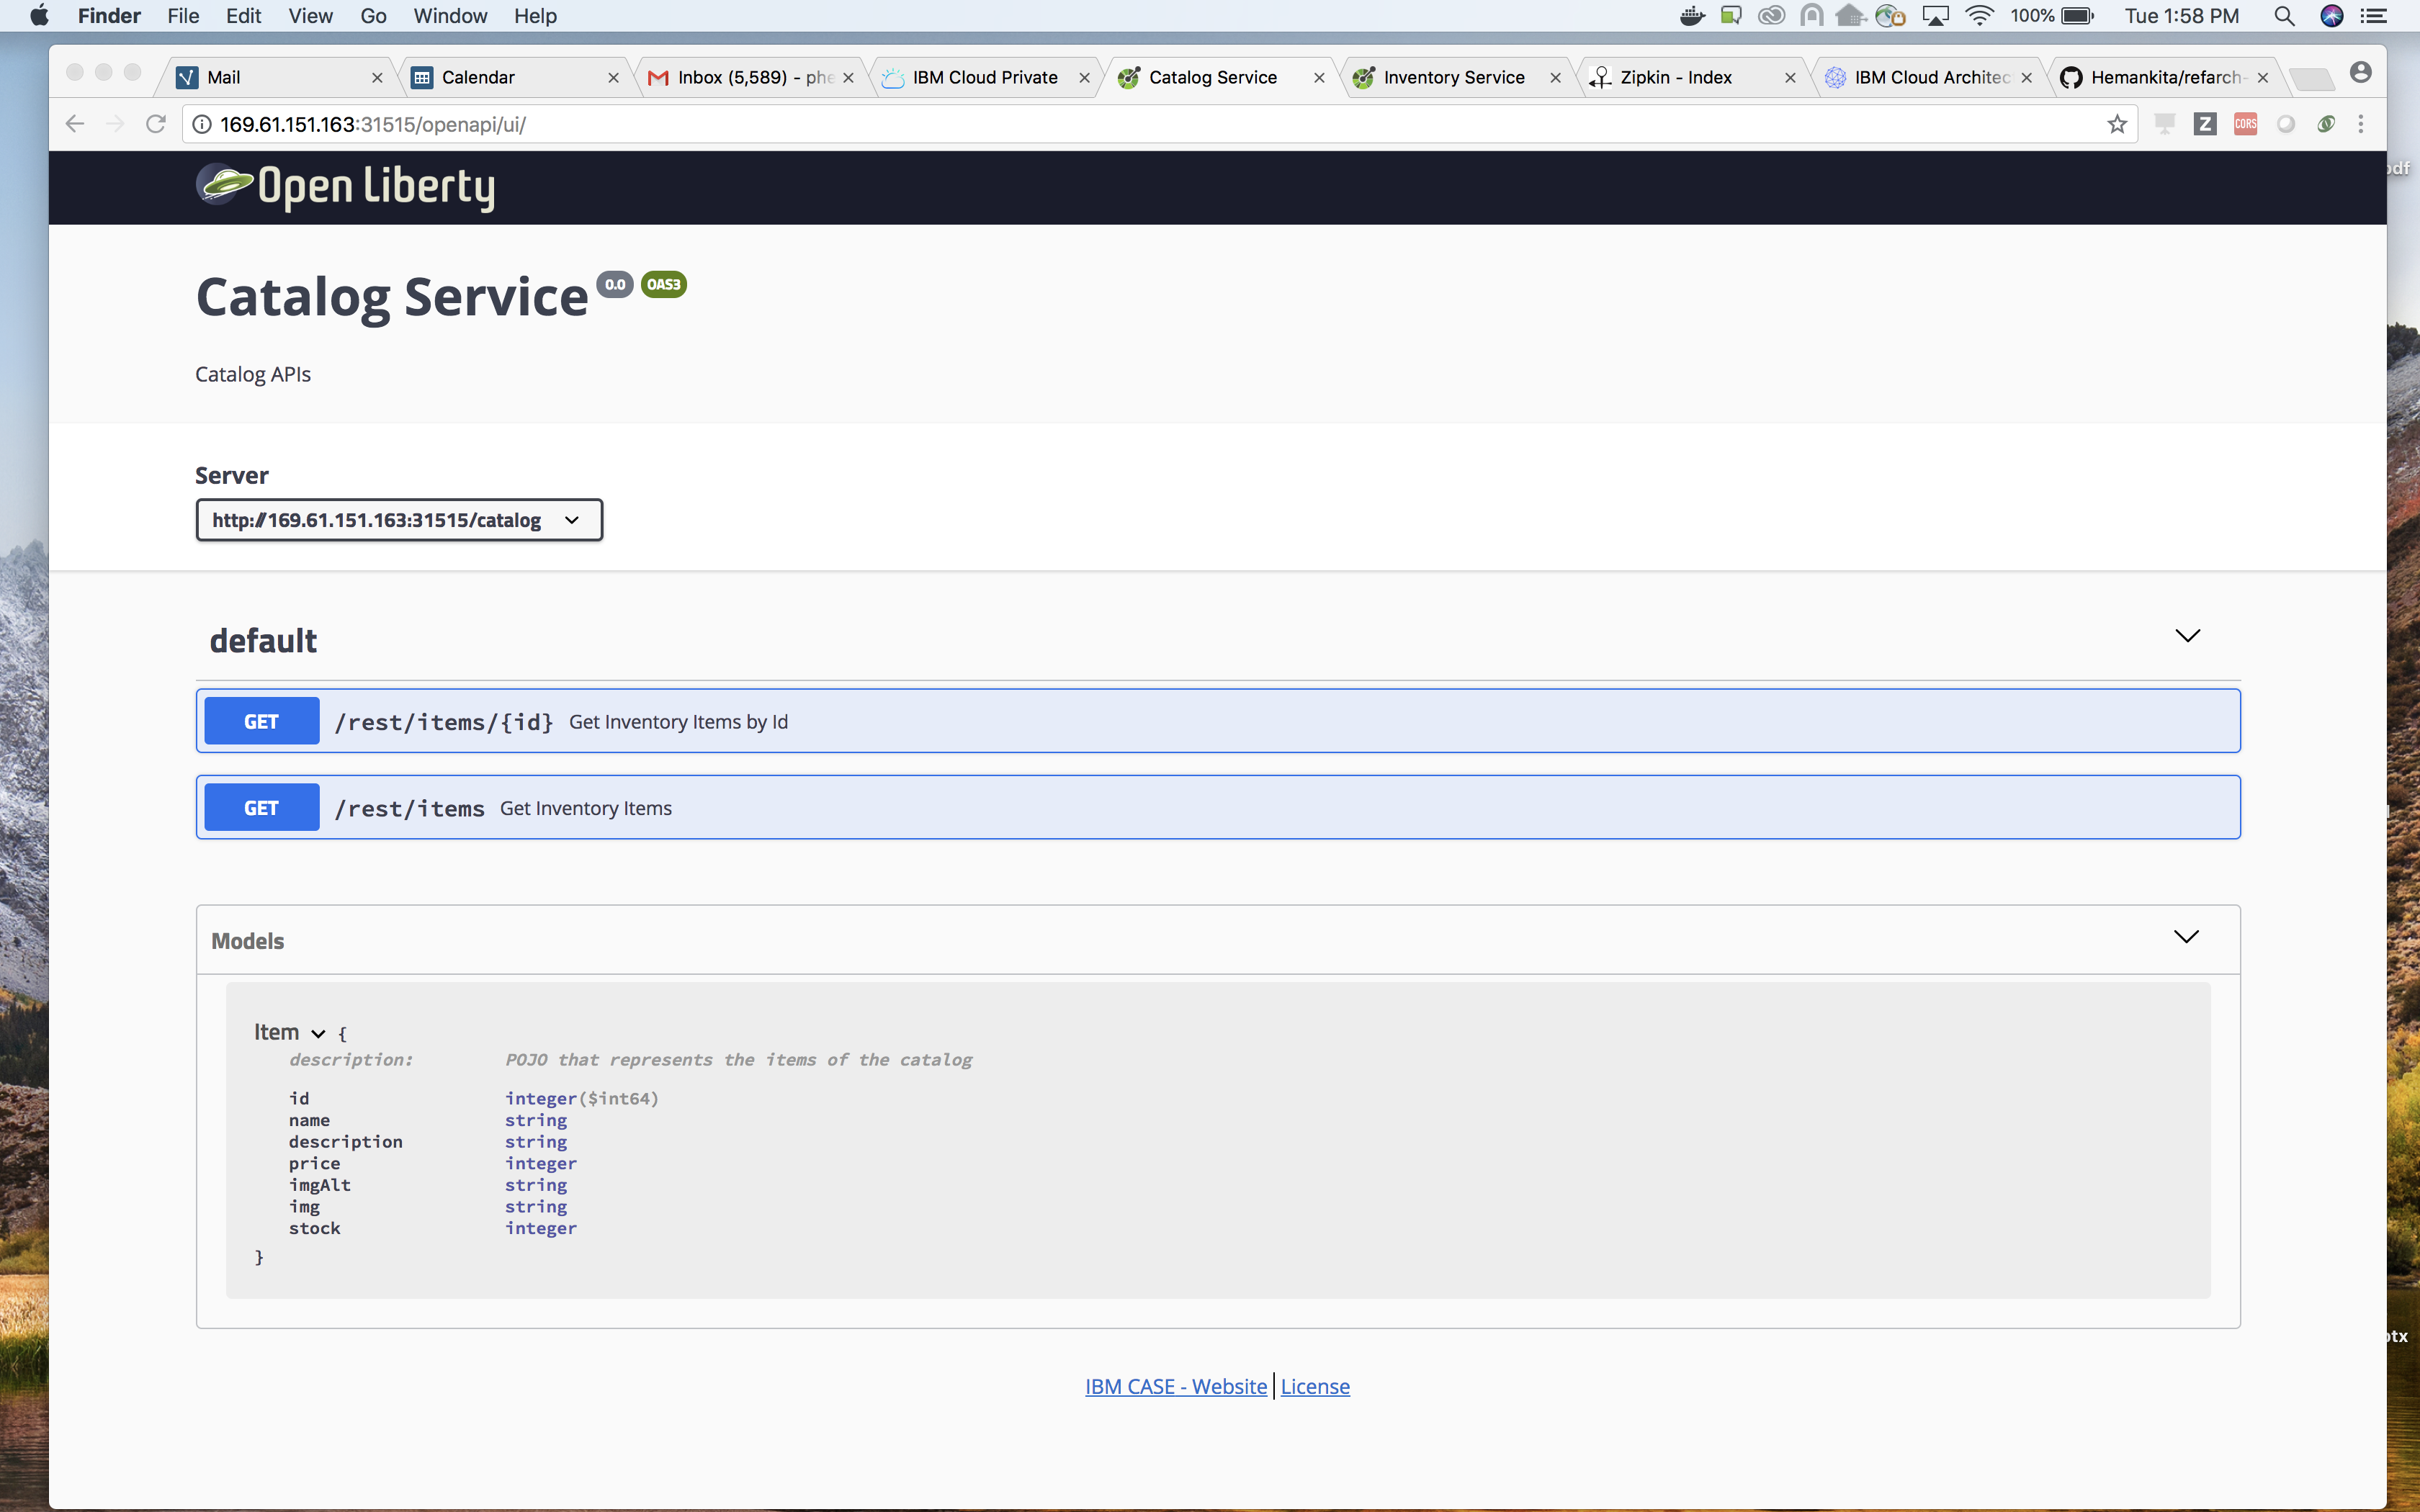 Finder File Edit View Go Window Help 100% Tue 1:58 PM
Mail Calendar Inbox (5,589) - phe IBM Cloud Private Catalog Service Inventory Service Zipkin - Index IBM Cloud Architec Hemankita/refarch-
169.61.151.163:31515/openapi/ui/ Z CORS
Open Liberty
Catalog Service 0.0 OAS3
Catalog APIs
Server
http://169.61.151.163:31515/catalog
default
GET /rest/items/{id} Get Inventory Items by Id
GET /rest/items Get Inventory Items
Models
Item {
description: POJO that represents the items of the catalog
id integer($int64)
name string
description string
price integer
imgAlt string
img string
stock integer
}
IBM CASE - Website | License